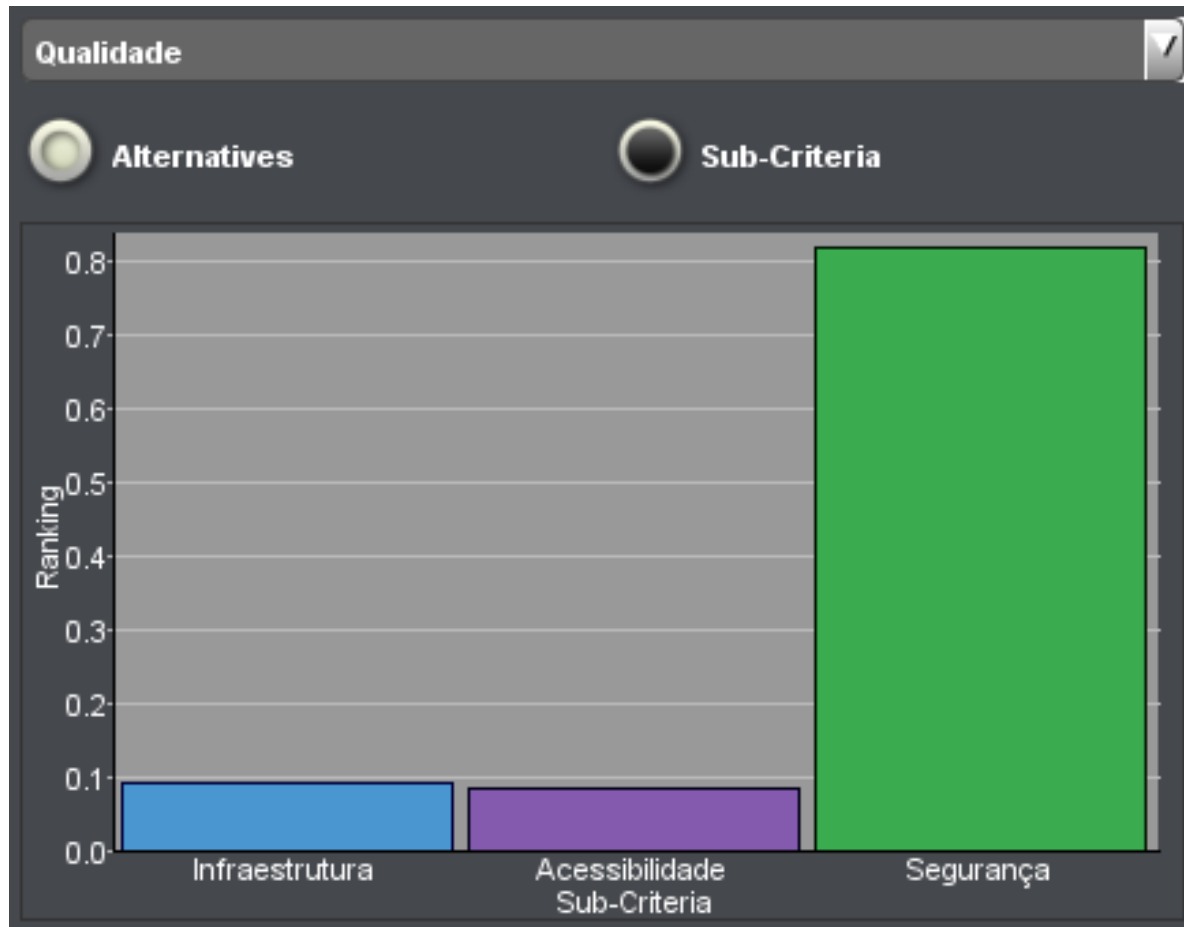 Qualidade
Alternatives
Sub-Criteria
0.8
0.7
0.6
0.5
0.4
0.3
0.2
0.1
0.0
Ranking
Infraestrutura
Acessibilidade
Segurança
Sub-Criteria